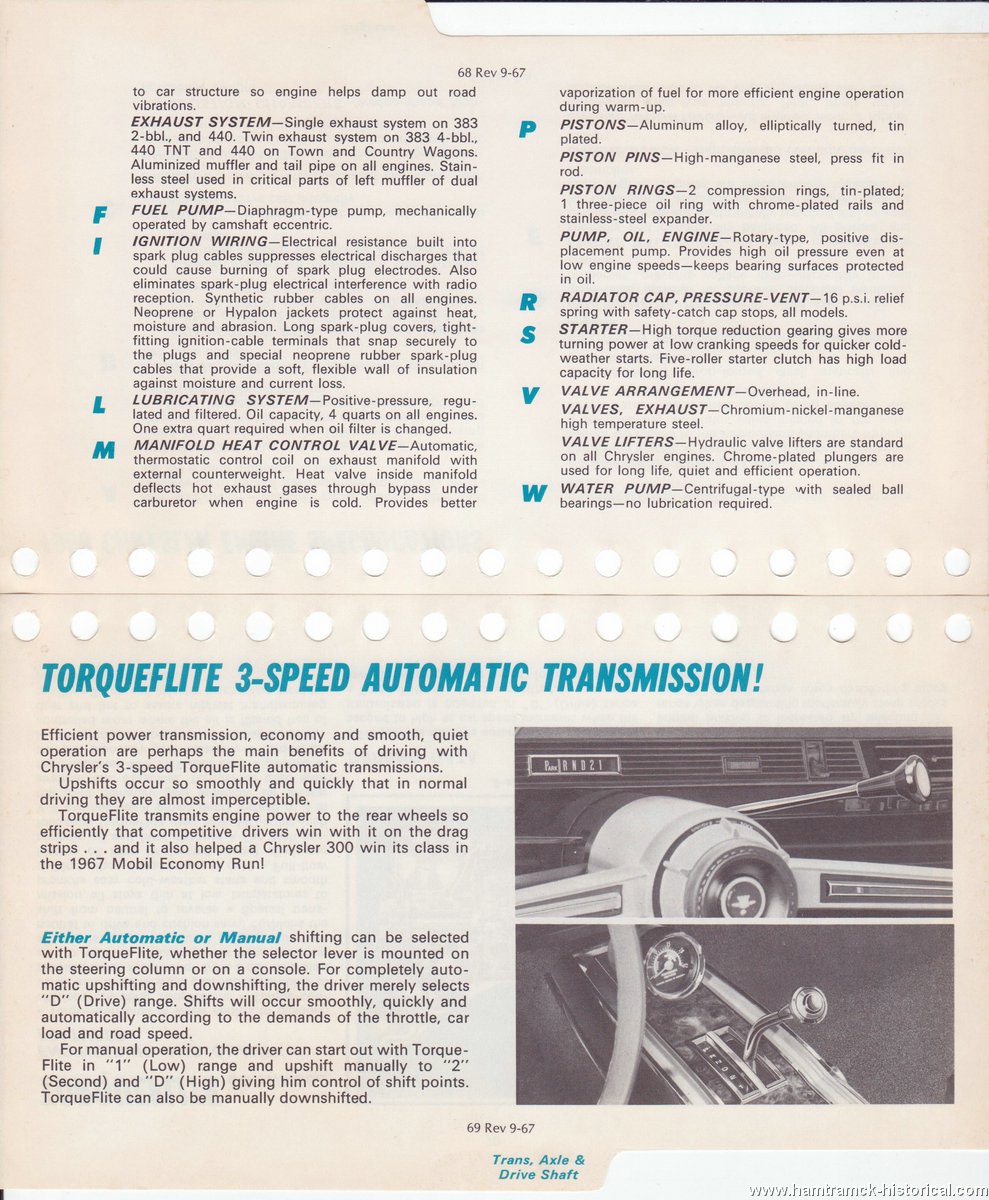 68 Rev 9-67
to car structure so engine helps damp out road
vibrations.
EXHAUST SYSTEM—Single exhaust system on 383
2-bbl., and 440. Twin exhaust system on 383 4-bbl.,
440 TNT and 440 on Town and Country Wagons.
Aluminized muffler and tail pipe on all engines. Stain-
less steel used in critical parts of left muffler of dual
exhaust systems.
F FUEL PUMP—Diaphragm-type pump, mechanically
operated by camshaft eccentric.
I IGNITION WIRING—Electrical resistance built into
spark plug cables suppresses electrical discharges that
could cause burning of spark plug electrodes. Also
eliminates spark-plug electrical interference with radio
reception. Synthetic rubber cables on all engines.
Neoprene or Hypalon jackets protect against heat,
moisture and abrasion. Long spark-plug covers, tight-
fitting ignition-cable terminals that snap securely to
the plugs and special neoprene rubber spark-plug
cables that provide a soft, flexible wall of insulation
against moisture and current loss.
L LUBRICATING SYSTEM—Positive-pressure, regu-
lated and filtered. Oil capacity, 4 quarts on all engines.
One extra quart required when oil filter is changed.
M MANIFOLD HEAT CONTROL VALVE—Automatic,
thermostatic control coil on exhaust manifold with
external counterweight. Heat valve inside manifold
deflects hot exhaust gases through bypass under
carburetor when engine is cold. Provides better
vaporization of fuel for more efficient engine operation
during warm-up.
P PISTONS—Aluminum alloy, elliptically turned, tin
plated.
PISTON PINS—High-manganese steel, press fit in
rod.
PISTON RINGS—2 compression rings, tin-plated;
1 three-piece oil ring with chrome-plated rails and
stainless-steel expander.
PUMP, OIL, ENGINE—Rotary-type, positive dis-
placement pump. Provides high oil pressure even at
low engine speeds—keeps bearing surfaces protected
in oil.
R RADIATOR CAP, PRESSURE-VENT—16 p.s.i. relief
spring with safety-catch cap stops, all models.
S STARTER—High torque reduction gearing gives more
turning power at low cranking speeds for quicker cold-
weather starts. Five-roller starter clutch has high load
capacity for long life.
V VALVE ARRANGEMENT—Overhead, in-line.
VALVES, EXHAUST—Chromium-nickel-manganese
high temperature steel.
VALVE LIFTERS—Hydraulic valve lifters are standard
on all Chrysler engines. Chrome-plated plungers are
used for long life, quiet and efficient operation.
W WATER PUMP—Centrifugal-type with sealed ball
bearings—no lubrication required.
TORQUEFLITE 3-SPEED AUTOMATIC TRANSMISSION!
Efficient power transmission, economy and smooth, quiet
operation are perhaps the main benefits of driving with
Chrysler's 3-speed TorqueFlite automatic transmissions.
Upshifts occur so smoothly and quickly that in normal
driving they are almost imperceptible.
TorqueFlite transmits engine power to the rear wheels so
efficiently that competitive drivers win with it on the drag
strips . . . and it also helped a Chrysler 300 win its class in
the 1967 Mobil Economy Run!
Either Automatic or Manual shifting can be selected
with TorqueFlite, whether the selector lever is mounted on
the steering column or on a console. For completely auto-
matic upshifting and downshifting, the driver merely selects
"D" (Drive) range. Shifts will occur smoothly, quickly and
automatically according to the demands of the throttle, car
load and road speed.
For manual operation, the driver can start out with Torque-
Flite in "1" (Low) range and upshift manually to "2"
(Second) and "D" (High) giving him control of shift points.
TorqueFlite can also be manually downshifted.
PARK R N D 2 1
69 Rev 9-67
Trans, Axle &
Drive Shaft
www.hamtramck-historical.com